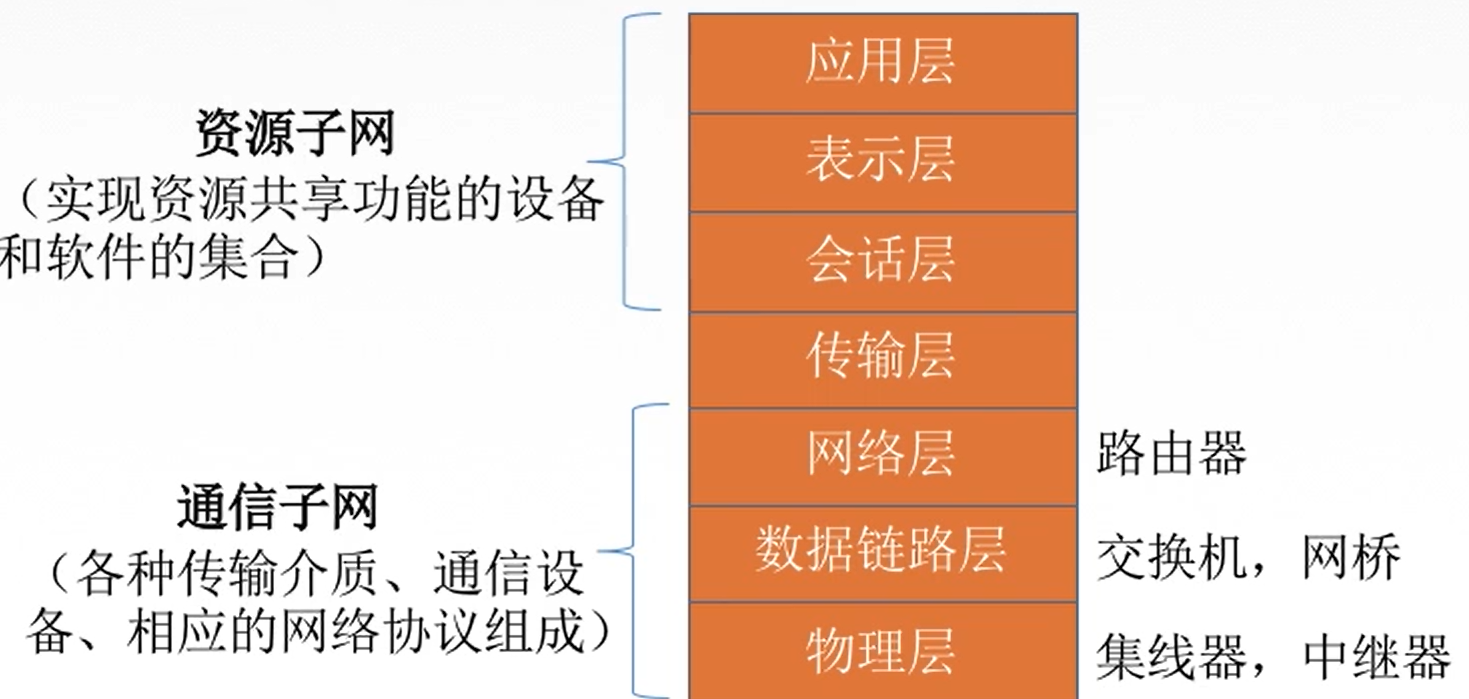 资源子网
（实现资源共享功能的设备
和软件的集合）
通信子网
（各种传输介质、通信设
备、相应的网络协议组成）
应用层
表示层
会话层
传输层
网络层
数据链路层
物理层
路由器
交换机，网桥
集线器，中继器